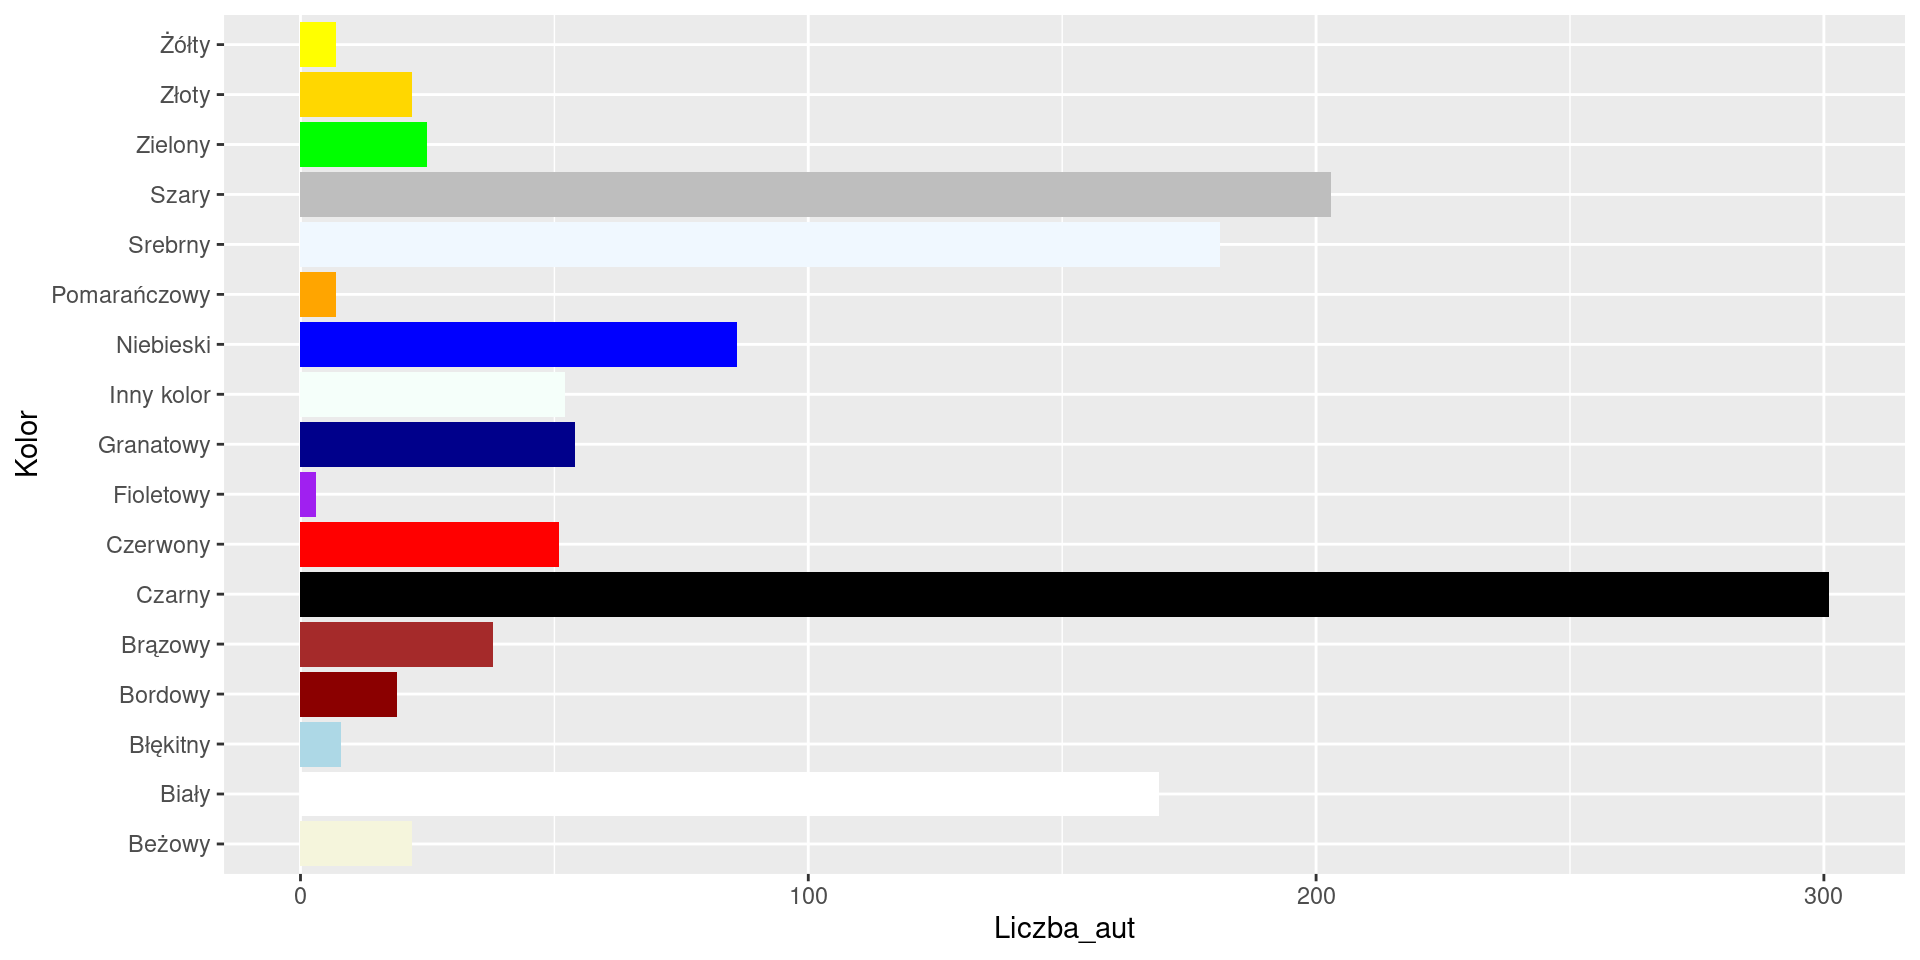 Kolor
Żółty
Złoty
Zielony
Szary
Srebrny
Pomarańczowy
Niebieski
Inny kolor
Granatowy
Fioletowy
Czerwony
Czarny
Brązowy
Bordowy
Błękitny
Biały
Beżowy
0 100 200 300
Liczba_aut